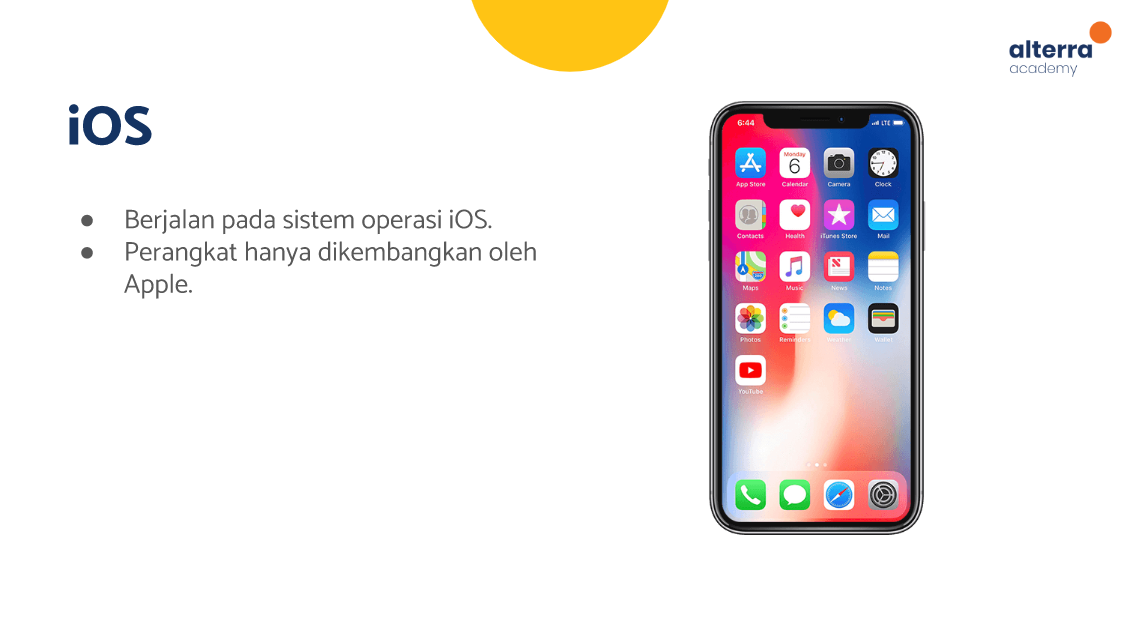 alterra
academy
iOS
● Berjalan pada sistem operasi iOS.
● Perangkat hanya dikembangkan oleh
Apple.
6:44 LTE
Monday
6
App Store Calendar Camera Clock
Contacts Health iTunes Store Mail
Maps Music News Notes
Photos Reminders Weather Wallet
YouTube